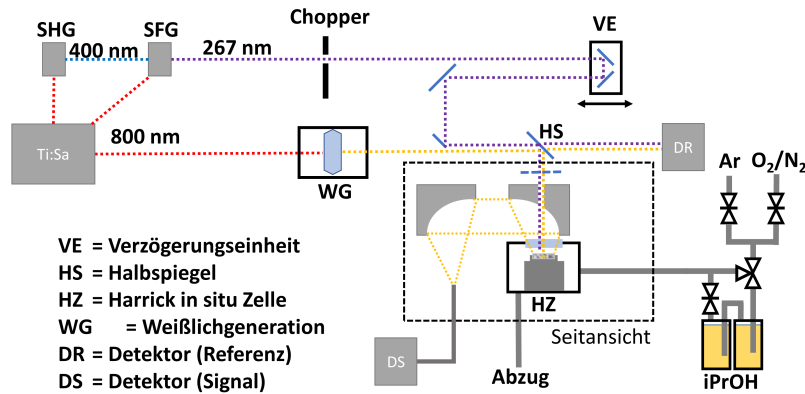 SHG
SFG
Chopper
VE
400 nm
267 nm
800 nm
Ti:Sa
WG
HS
DR
Ar
O₂/N₂
HZ
Seitansicht
DS
Abzug
iPrOH
VE = Verzögerungseinheit
HS = Halbspiegel
HZ = Harrick in situ Zelle
WG = Weißlichgeneration
DR = Detektor (Referenz)
DS = Detektor (Signal)